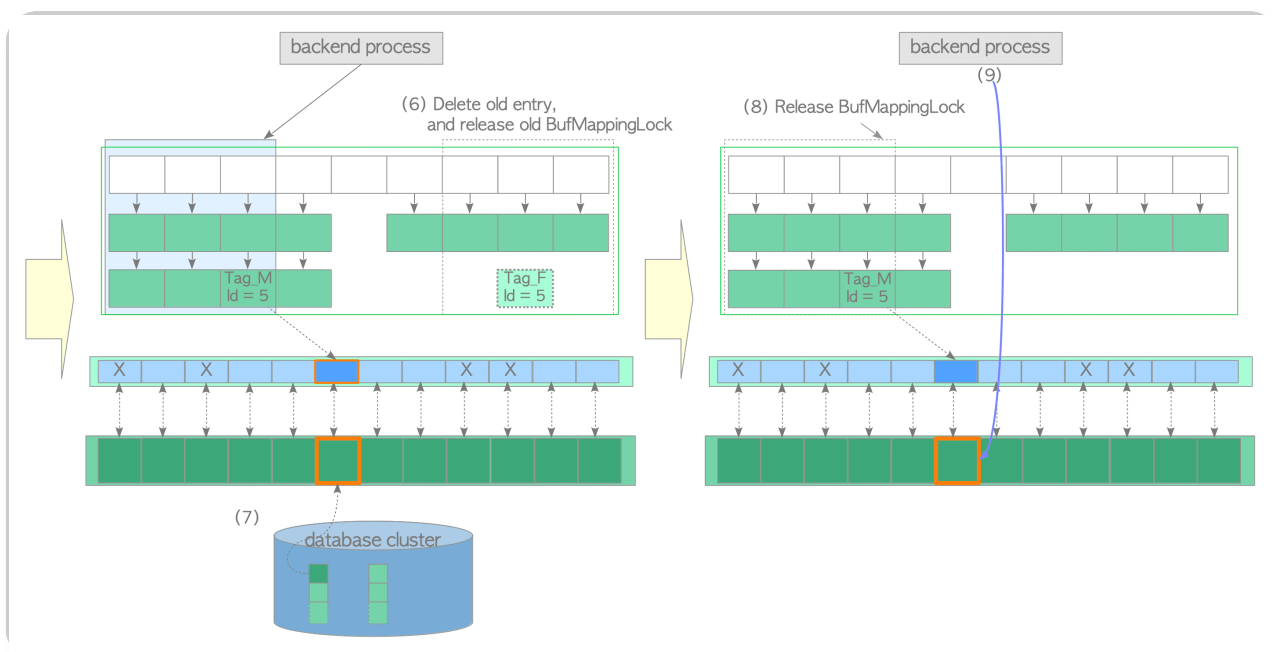 backend process
(6) Delete old entry,
and release old BufMappingLock
Tag_M
Id = 5
Tag_F
Id = 5
X X X X
(7)
database cluster
backend process
(9)
(8) Release BufMappingLock
Tag_M
Id = 5
X X X X